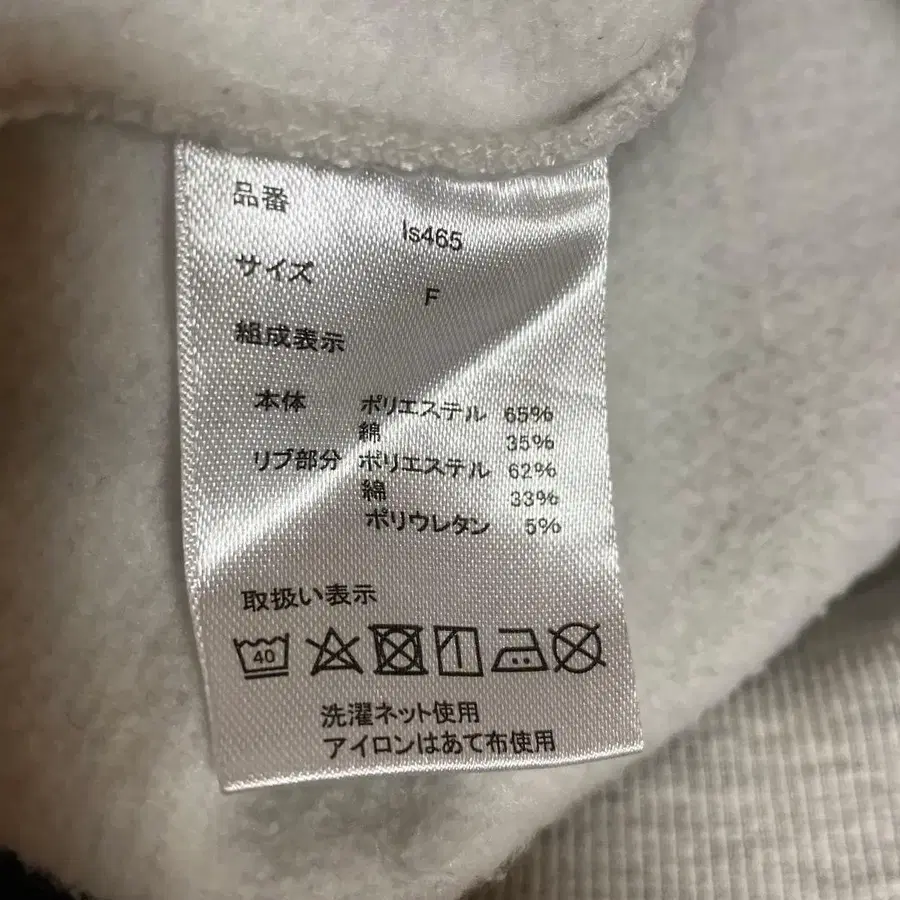 品番
ls465
サイズ
F
組成表示
本体 ポリエステル 65%
綿 35%
リブ部分 ポリエステル 62%
綿 33%
ポリウレタン 5%
取扱い表示
40
洗濯ネット使用
アイロンはあて布使用